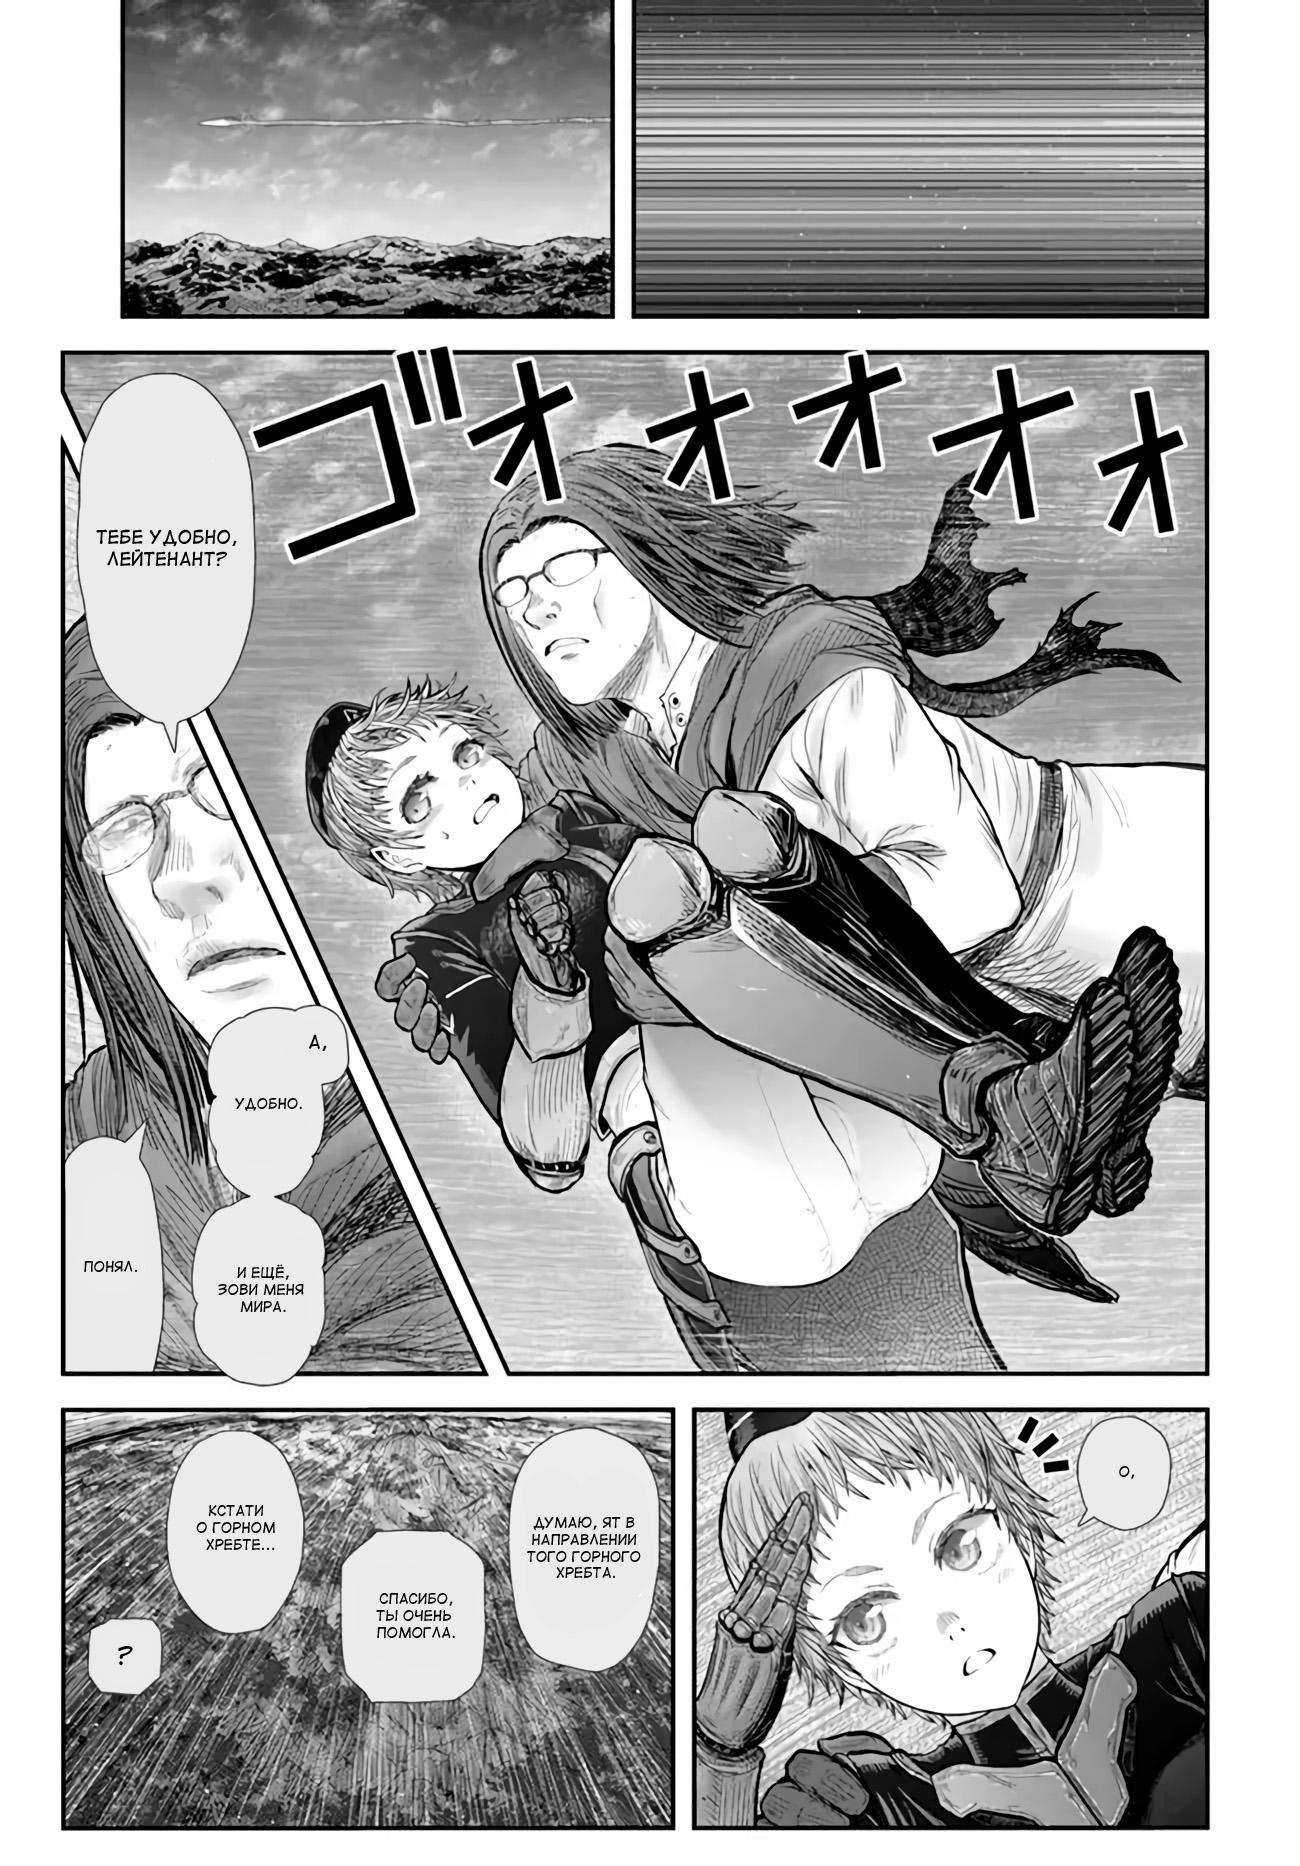 ゴオオオオオ
ТЕБЕ УДОБНО,
ЛЕЙТЕНАНТ?
А,
УДОБНО.
И ЕЩЁ,
ЗОВИ МЕНЯ
МИРА.
ПОНЯЛ.
О,
ДУМАЮ, ЯТ В
НАПРАВЛЕНИИ
ТОГО ГОРНОГО
ХРЕБТА.
СПАСИБО,
ТЫ ОЧЕНЬ
ПОМОГЛА.
КСТАТИ
О ГОРНОМ
ХРЕБТЕ...
?